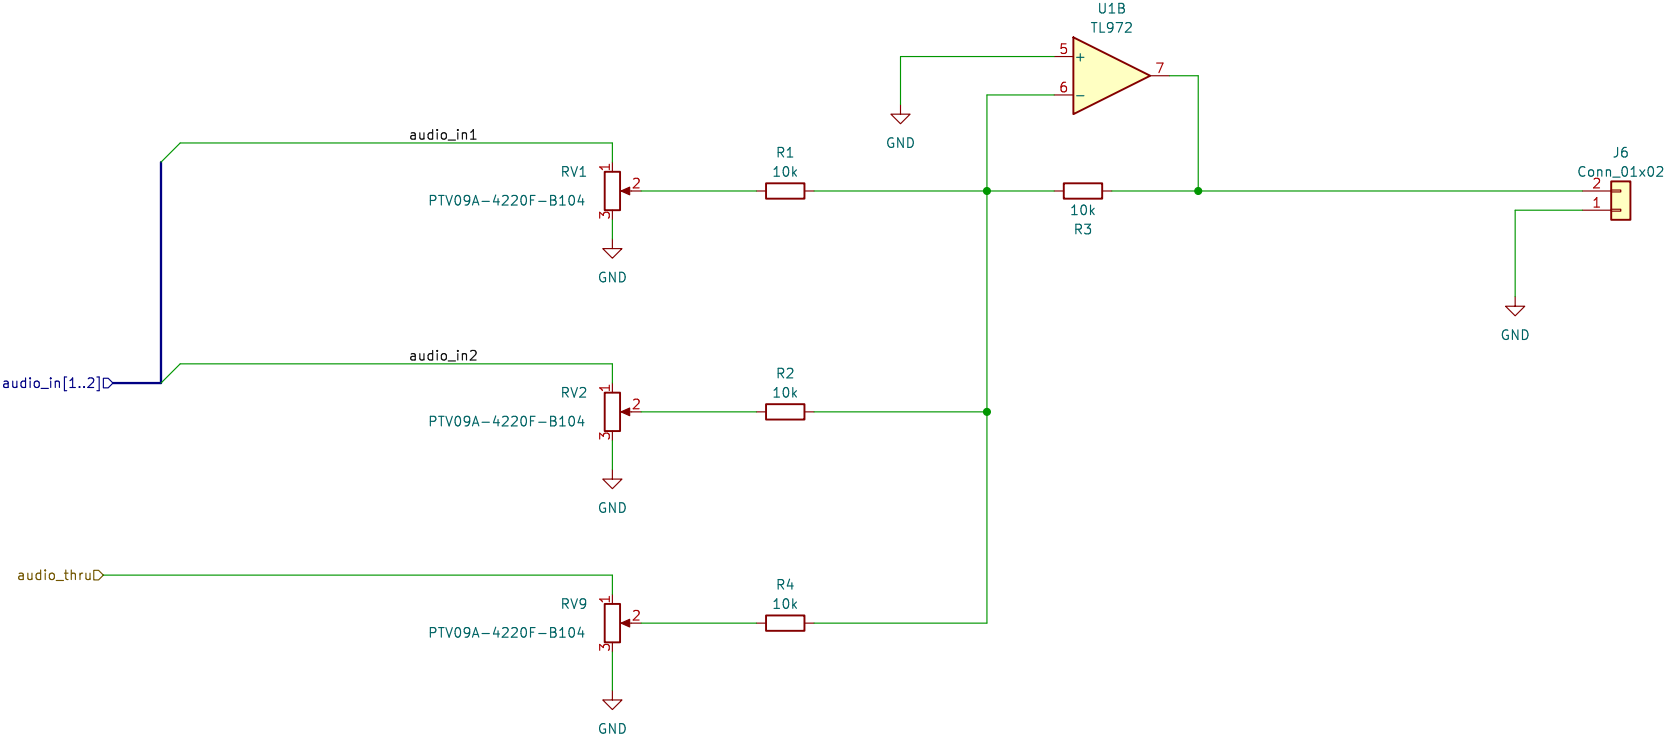 U1B
TL972
5
+
7
6
−
GND
audio_in1
RV1
PTV09A-4220F-B104
1
2
3
GND
R1
10k
10k
R3
J6
Conn_01x02
2
1
GND
audio_in[1..2]
audio_in2
RV2
PTV09A-4220F-B104
1
2
3
GND
R2
10k
audio_thru
RV9
PTV09A-4220F-B104
1
2
3
GND
R4
10k